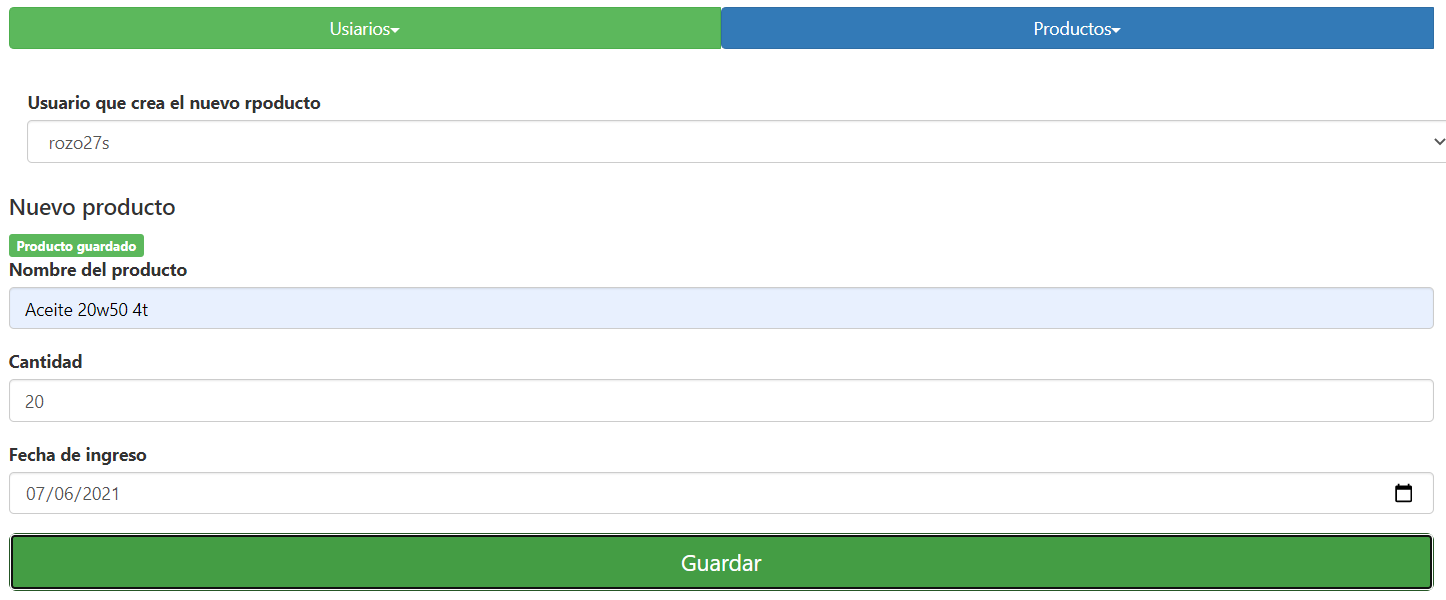 Usiarios
Productos
Usuario que crea el nuevo rpoducto
rozo27s
Nuevo producto
Producto guardado
Nombre del producto
Aceite 20w50 4t
Cantidad
20
Fecha de ingreso
07/06/2021
Guardar